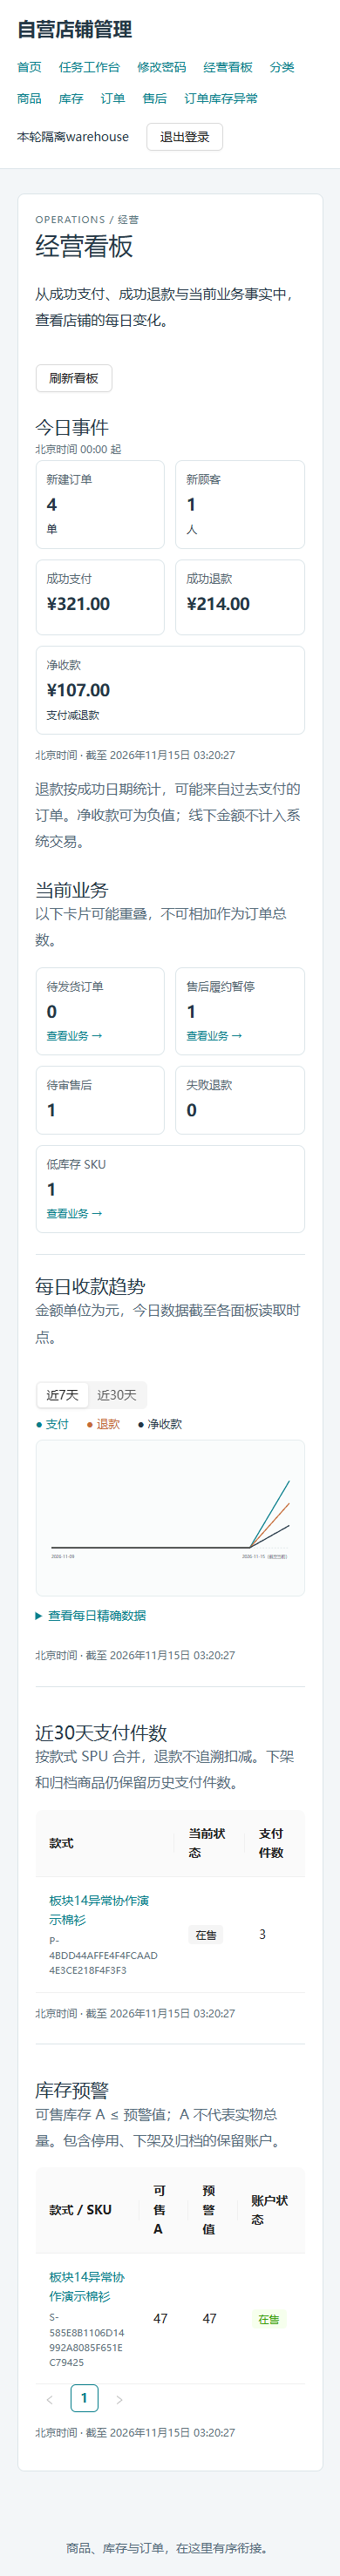 自营店铺管理
首页 任务工作台 修改密码 经营看板 分类
商品 库存 订单 售后 订单库存异常
本轮隔离warehouse 退出登录
OPERATIONS / 经营
经营看板
从成功支付、成功退款与当前业务事实中，
查看店铺的每日变化。
刷新看板
今日事件
北京时间 00:00 起
新建订单
4
单
新顾客
1
人
成功支付
¥321.00
成功退款
¥214.00
净收款
¥107.00
支付减退款
北京时间 · 截至 2026年11月15日 03:20:27
退款按成功日期统计，可能来自过去支付的
订单。净收款可为负值；线下金额不计入系
统交易。
当前业务
以下卡片可能重叠，不可相加作为订单总
数。
待发货订单
0
查看业务 →
售后履约暂停
1
查看业务 →
待审售后
1
失败退款
0
低库存 SKU
1
查看业务 →
每日收款趋势
金额单位为元，今日数据截至各面板读取时
点。
近7天 近30天
● 支付 ● 退款 ● 净收款
2026-11-09 2026-11-15（截至当前）
▶ 查看每日精确数据
北京时间 · 截至 2026年11月15日 03:20:27
近30天支付件数
按款式 SPU 合并，退款不追溯扣减。下架
和归档商品仍保留历史支付件数。
款式 当前状态 支付件数
板块14异常协作演
示棉衫
P-
4BDD44AFFE4F4FCAAD
4E3CE218F4F3F3
在售 3
北京时间 · 截至 2026年11月15日 03:20:27
库存预警
可售库存 A ≤ 预警值；A 不代表实物总
量。包含停用、下架及归档的保留账户。
款式 / SKU 可售 A 预警值 账户状态
板块14异常协
作演示棉衫
S-
585E8B1106D14
992A8085F651E
C79425
47 47 在售
< 1 >
北京时间 · 截至 2026年11月15日 03:20:27
商品、库存与订单，在这里有序衔接。